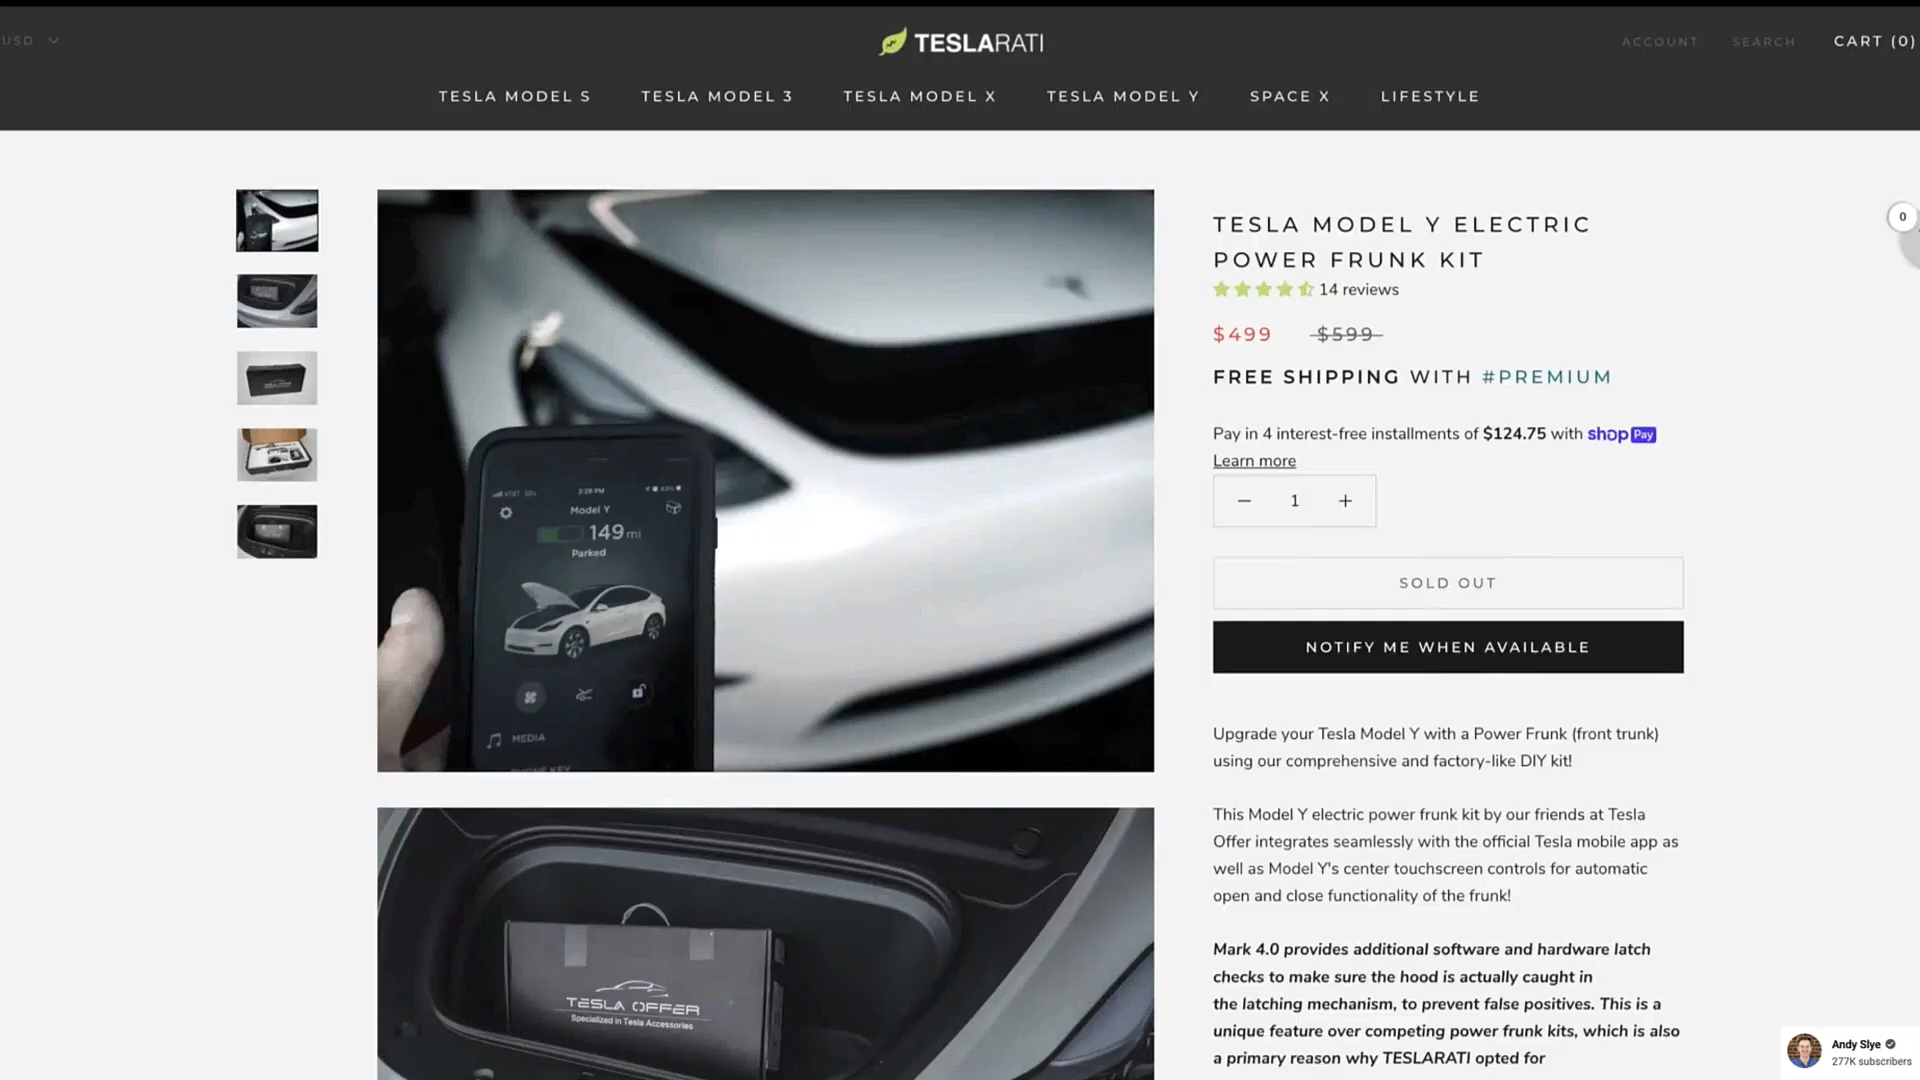 USD
TESLARATI
ACCOUNT
SEARCH
CART (0)
TESLA MODEL S
TESLA MODEL 3
TESLA MODEL X
TESLA MODEL Y
SPACE X
LIFESTYLE
0
TESLA MODEL Y ELECTRIC
POWER FRUNK KIT
14 reviews
$499 $599
FREE SHIPPING WITH #PREMIUM
Pay in 4 interest-free installments of $124.75 with shop Pay
Learn more
1
SOLD OUT
NOTIFY ME WHEN AVAILABLE
Upgrade your Tesla Model Y with a Power Frunk (front trunk)
using our comprehensive and factory-like DIY kit!
This Model Y electric power frunk kit by our friends at Tesla
Offer integrates seamlessly with the official Tesla mobile app as
well as Model Y's center touchscreen controls for automatic
open and close functionality of the frunk!
Mark 4.0 provides additional software and hardware latch
checks to make sure the hood is actually caught in
the latching mechanism, to prevent false positives. This is a
unique feature over competing power frunk kits, which is also
a primary reason why TESLARATI opted for
3:29 PM
Model Y
149 mi
Parked
MEDIA
TESLA OFFER
Specialized in Tesla Accessories
Andy Slye
277K subscribers